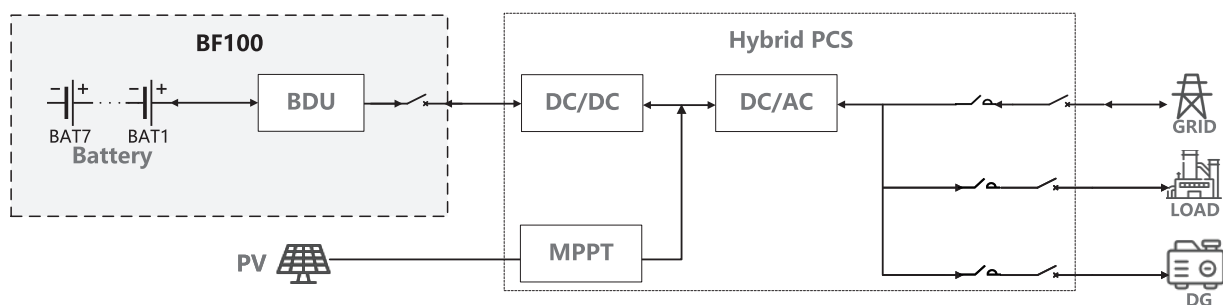 BF100
Hybrid PCS
BDU
DC/DC
DC/AC
− + − +
BAT7 BAT1
Battery
GRID
LOAD
PV
MPPT
DG